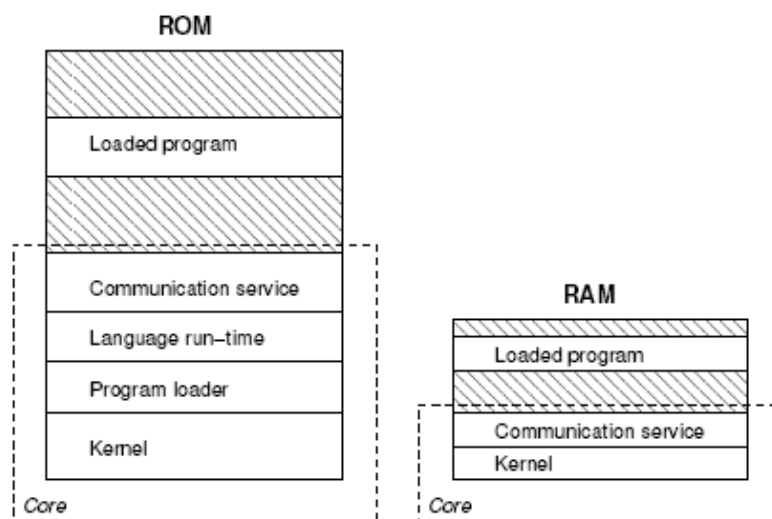 ROM
Loaded program
Communication service
Language run-time
Program loader
Kernel
Core
RAM
Loaded program
Communication service
Kernel
Core